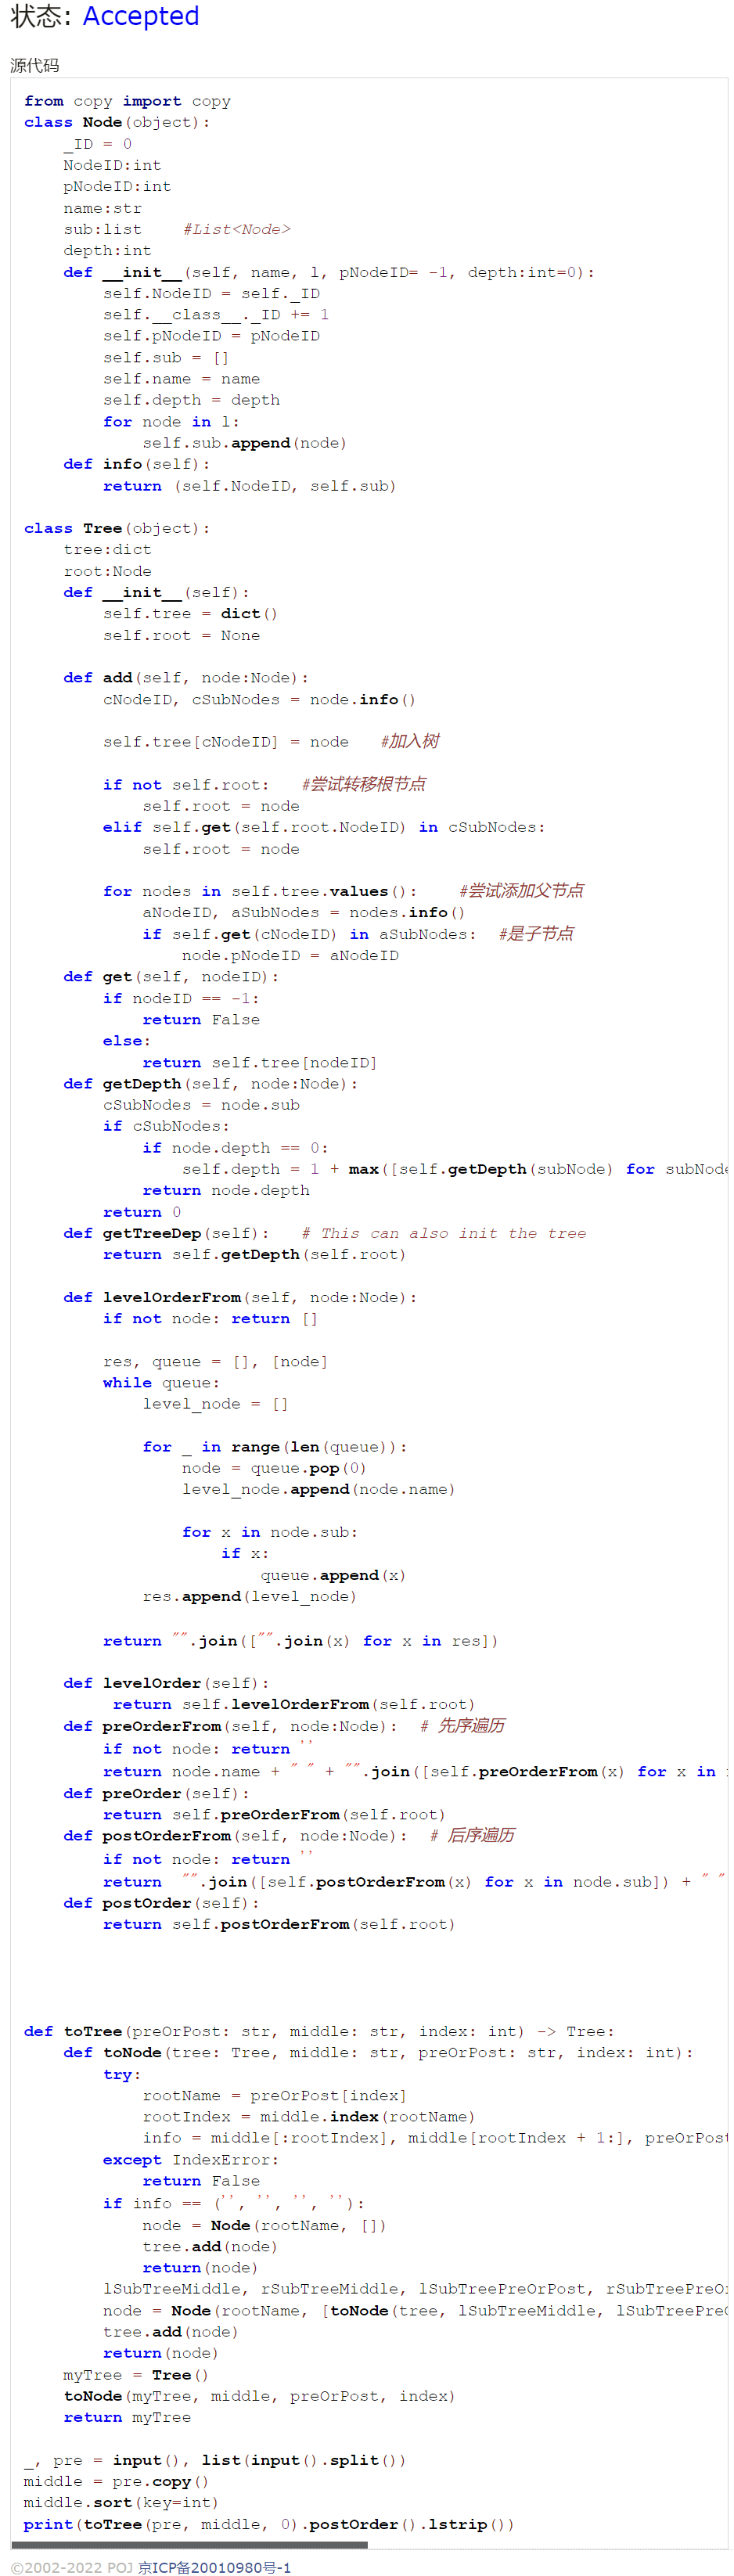 状态: Accepted
源代码
from copy import copy
class Node(object):
    _ID = 0
    NodeID:int
    pNodeID:int
    name:str
    sub:list    #List<Node>
    depth:int
    def __init__(self, name, l, pNodeID= -1, depth:int=0):
        self.NodeID = self._ID
        self.__class__._ID += 1
        self.pNodeID = pNodeID
        self.sub = []
        self.name = name
        self.depth = depth
        for node in l:
            self.sub.append(node)
    def info(self):
        return (self.NodeID, self.sub)
class Tree(object):
    tree:dict
    root:Node
    def __init__(self):
        self.tree = dict()
        self.root = None
    def add(self, node:Node):
        cNodeID, cSubNodes = node.info()
        self.tree[cNodeID] = node   #加入树
        if not self.root:   #尝试转移根节点
            self.root = node
        elif self.get(self.root.NodeID) in cSubNodes:
            self.root = node
        for nodes in self.tree.values():    #尝试添加父节点
            aNodeID, aSubNodes = nodes.info()
            if self.get(cNodeID) in aSubNodes:  #是子节点
                node.pNodeID = aNodeID
    def get(self, nodeID):
        if nodeID == -1:
            return False
        else:
            return self.tree[nodeID]
    def getDepth(self, node:Node):
        cSubNodes = node.sub
        if cSubNodes:
            if node.depth == 0:
                self.depth = 1 + max([self.getDepth(subNode) for subNode
            return node.depth
        return 0
    def getTreeDep(self):   # This can also init the tree
        return self.getDepth(self.root)
    def levelOrderFrom(self, node:Node):
        if not node: return []
        res, queue = [], [node]
        while queue:
            level_node = []
            for _ in range(len(queue)):
                node = queue.pop(0)
                level_node.append(node.name)
                for x in node.sub:
                    if x:
                        queue.append(x)
            res.append(level_node)
        return "".join(["".join(x) for x in res])
    def levelOrder(self):
         return self.levelOrderFrom(self.root)
    def preOrderFrom(self, node:Node):  # 先序遍历
        if not node: return ''
        return node.name + " " + "".join([self.preOrderFrom(x) for x in
    def preOrder(self):
        return self.preOrderFrom(self.root)
    def postOrderFrom(self, node:Node):  # 后序遍历
        if not node: return ''
        return  "".join([self.postOrderFrom(x) for x in node.sub]) + " "
    def postOrder(self):
        return self.postOrderFrom(self.root)
def toTree(preOrPost: str, middle: str, index: int) -> Tree:
    def toNode(tree: Tree, middle: str, preOrPost: str, index: int):
        try:
            rootName = preOrPost[index]
            rootIndex = middle.index(rootName)
            info = middle[:rootIndex], middle[rootIndex + 1:], preOrPost
        except IndexError:
            return False
        if info == ('', '', '', ''):
            node = Node(rootName, [])
            tree.add(node)
            return(node)
        lSubTreeMiddle, rSubTreeMiddle, lSubTreePreOrPost, rSubTreePreOr
        node = Node(rootName, [toNode(tree, lSubTreeMiddle, lSubTreePreO
        tree.add(node)
        return(node)
    myTree = Tree()
    toNode(myTree, middle, preOrPost, index)
    return myTree
_, pre = input(), list(input().split())
middle = pre.copy()
middle.sort(key=int)
print(toTree(pre, middle, 0).postOrder().lstrip())
©2002-2022 POJ 京ICP备20010980号-1